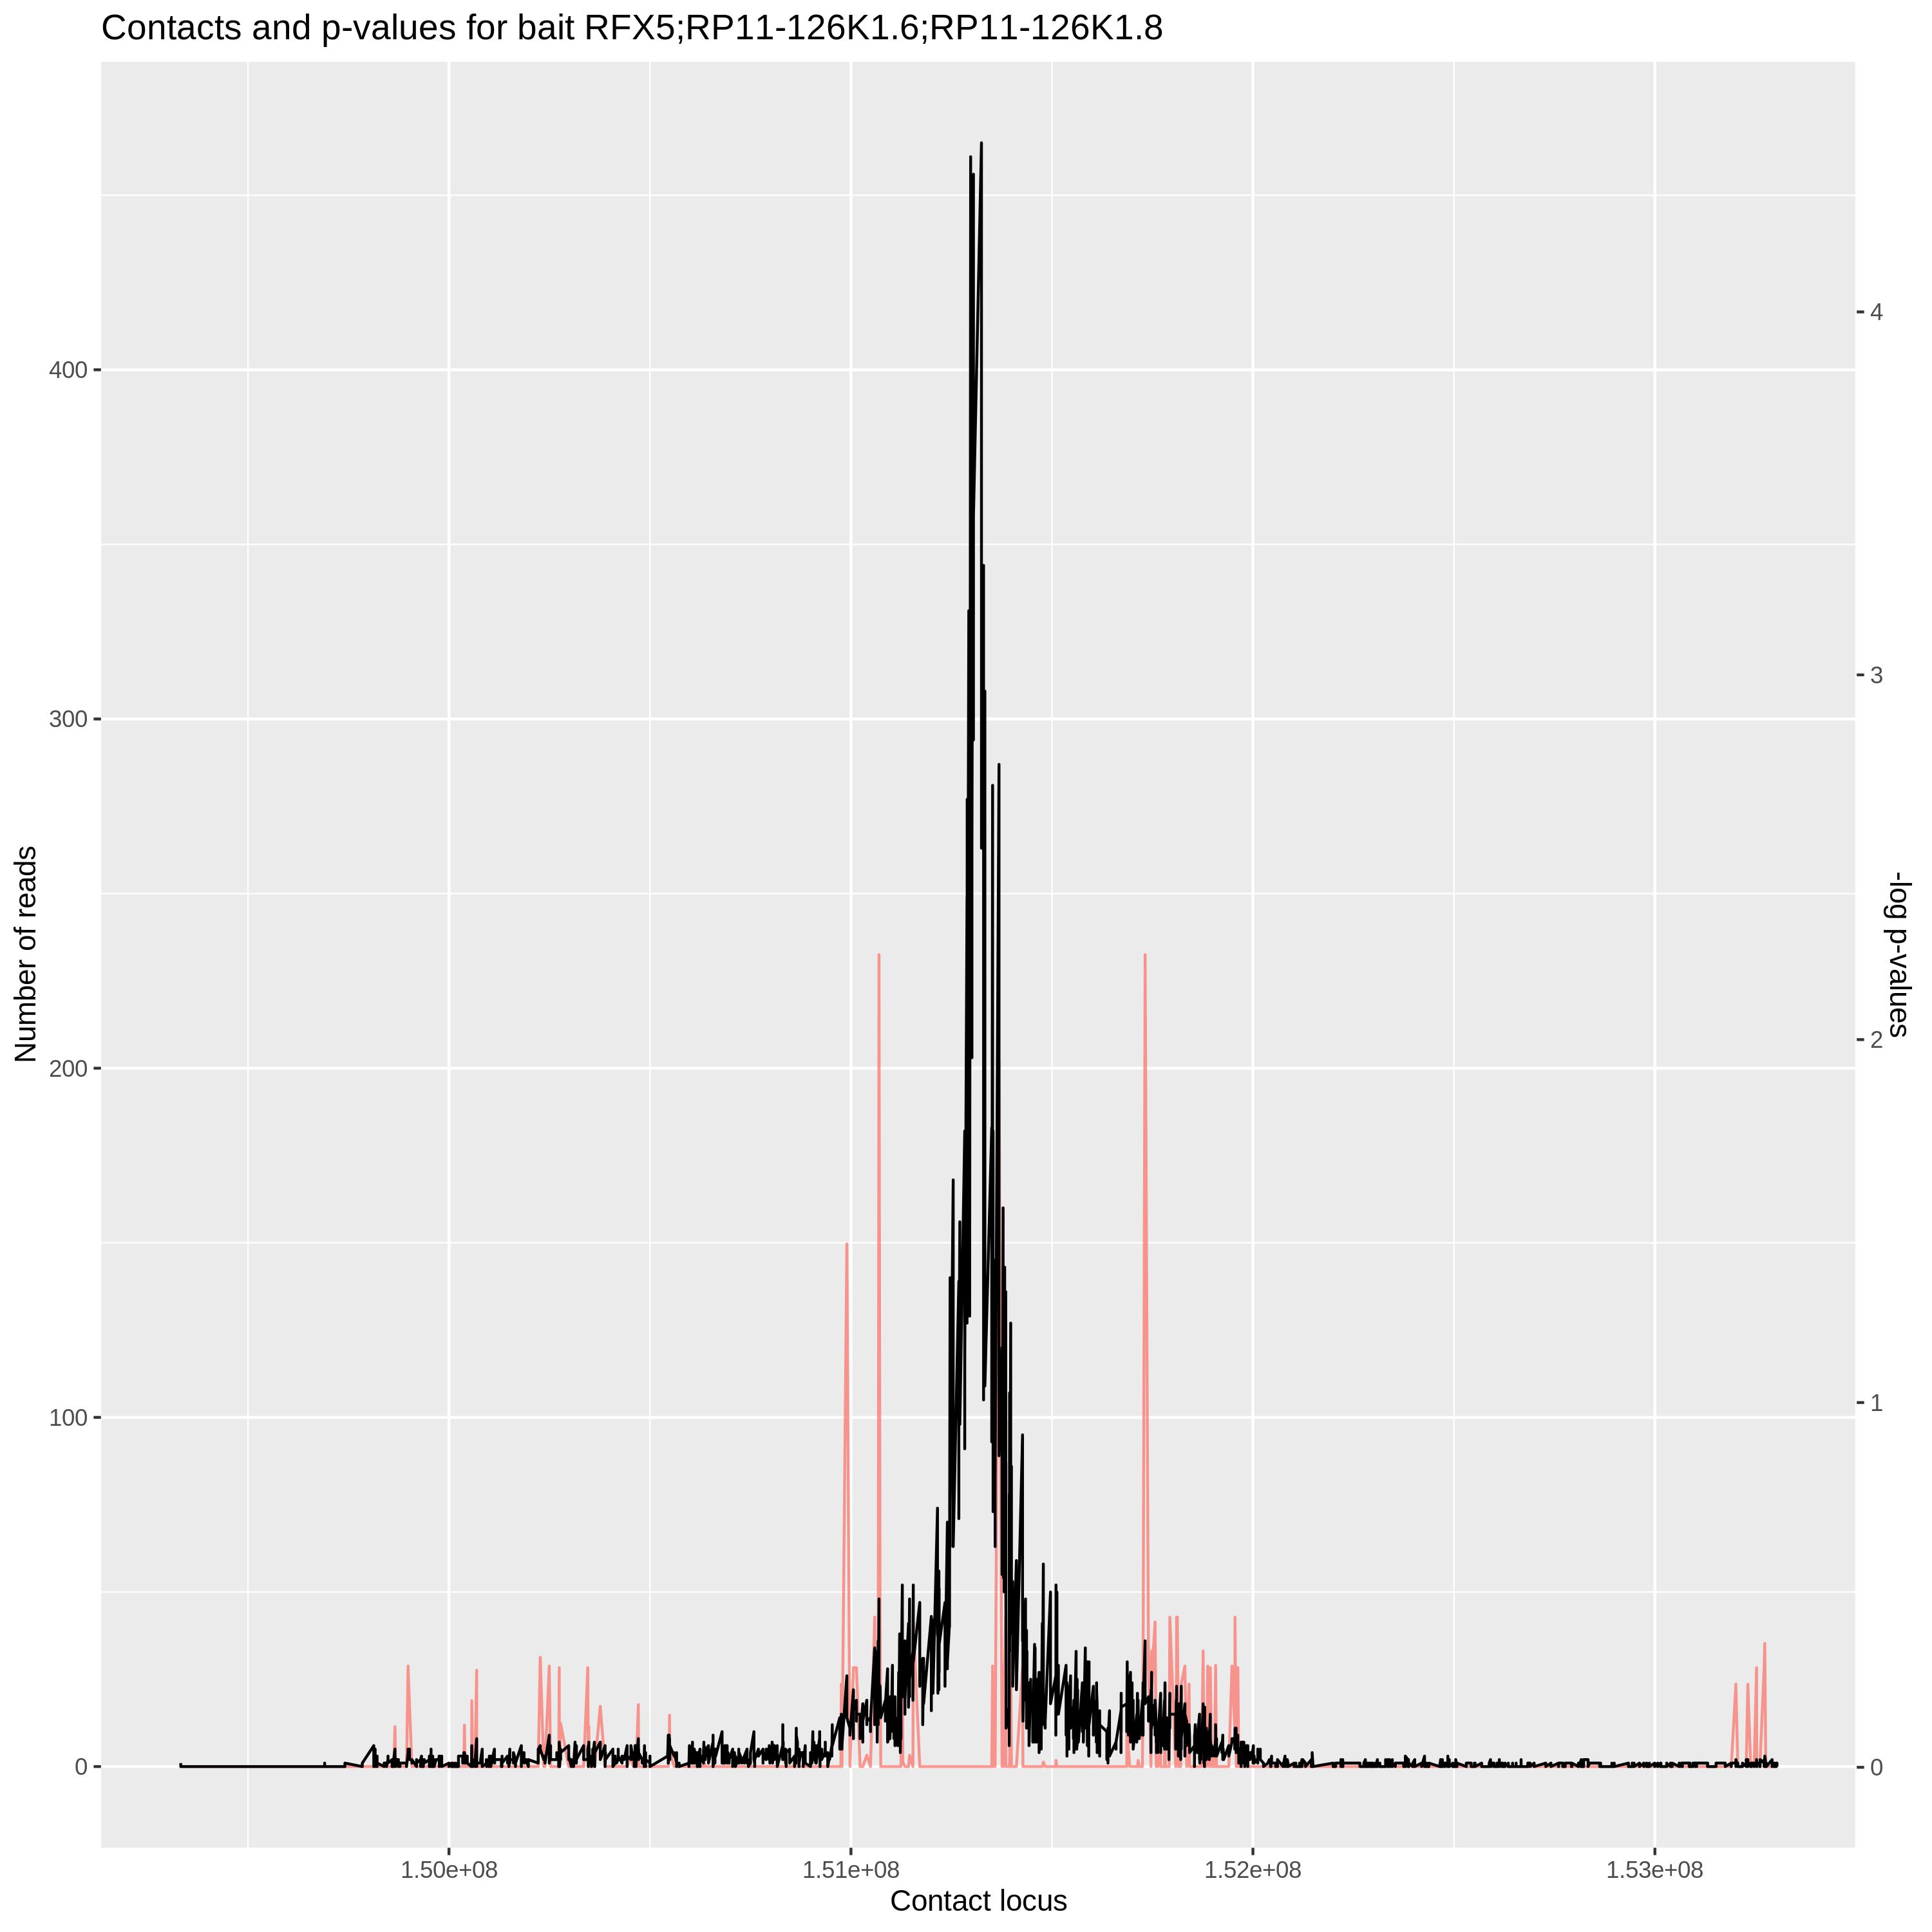 Contacts and p-values for bait RFX5;RP11-126K1.6;RP11-126K1.8
Number of reads
400
300
200
100
0
4
3
2
1
0
-log p-values
1.50e+08
1.51e+08
1.52e+08
1.53e+08
Contact locus